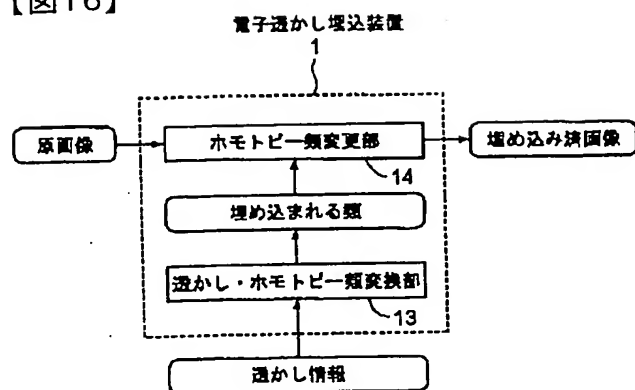 【図16】
電子透かし埋込装置
1
原画像
ホモトピー類変更部
埋め込み済画像
14
埋め込まれる類
透かし・ホモトピー類変換部
13
透かし情報